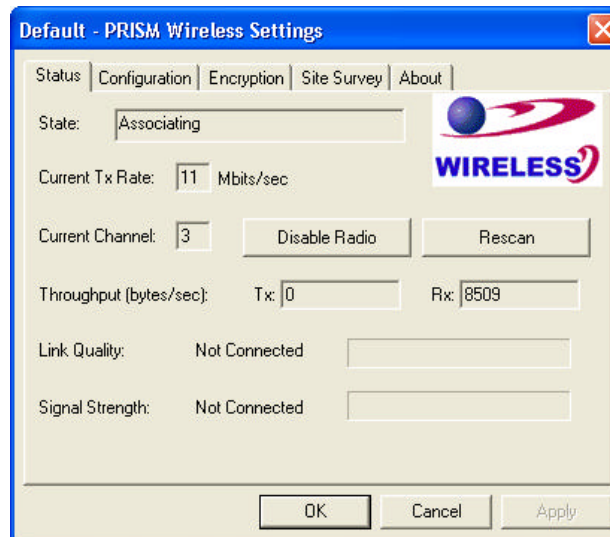 Default - PRISM Wireless Settings
Status Configuration Encryption Site Survey About
State: Associating
WIRELESS
Current Tx Rate: 11 Mbits/sec
Current Channel: 3 Disable Radio Rescan
Throughput (bytes/sec): Tx: 0 Rx: 8509
Link Quality: Not Connected
Signal Strength: Not Connected
OK Cancel Apply